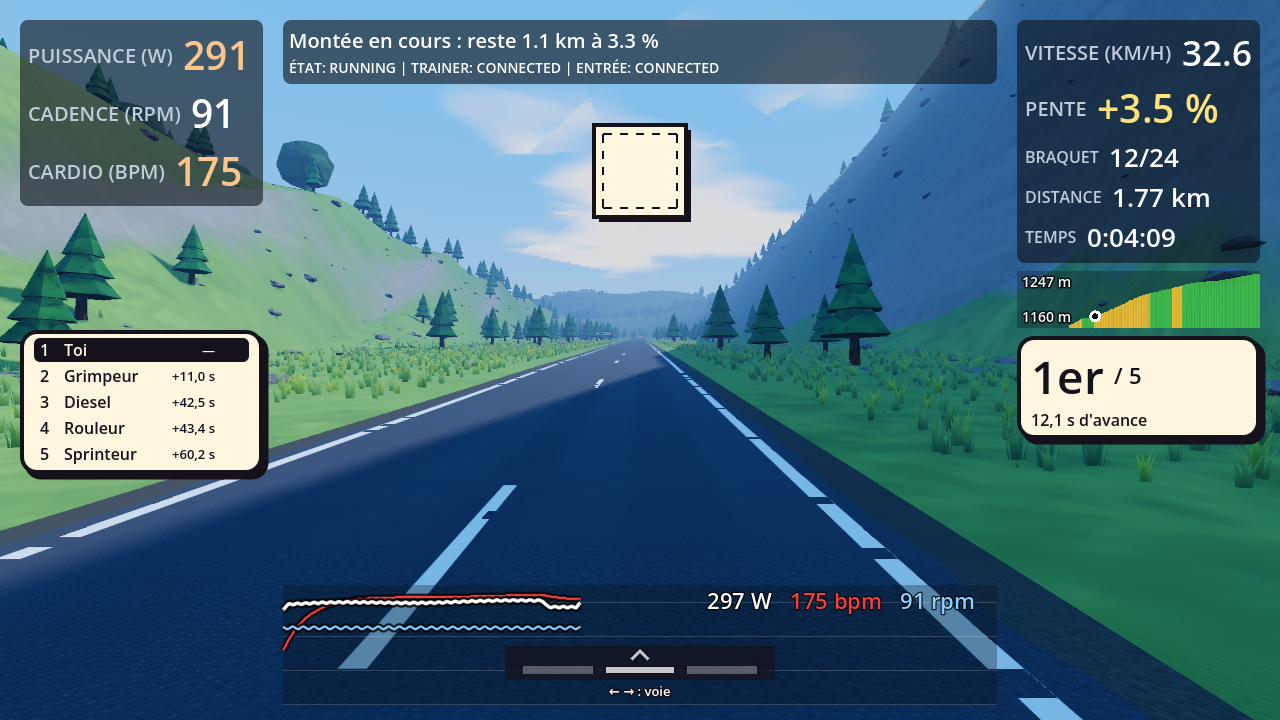 PUISSANCE (W) 291
CADENCE (RPM) 91
CARDIO (BPM) 175
Montée en cours : reste 1.1 km à 3.3 %
ÉTAT: RUNNING | TRAINER: CONNECTED | ENTRÉE: CONNECTED
VITESSE (KM/H) 32.6
PENTE +3.5 %
BRAQUET 12/24
DISTANCE 1.77 km
TEMPS 0:04:09
1247 m
1160 m
1 Toi —
2 Grimpeur +11,0 s
3 Diesel +42,5 s
4 Rouleur +43,4 s
5 Sprinteur +60,2 s
1er / 5
12,1 s d'avance
297 W 175 bpm 91 rpm
← → : voie